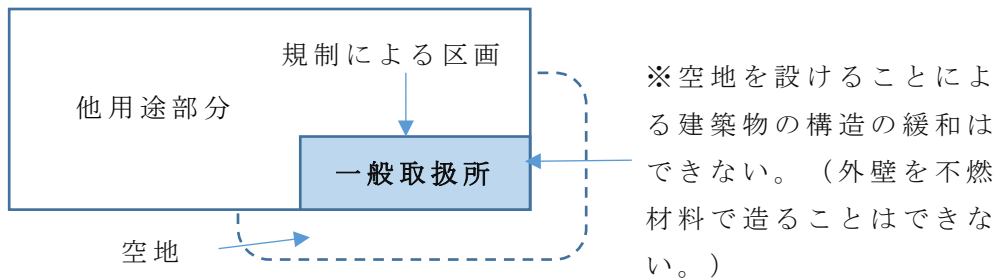 規制による区画
他用途部分
一般取扱所
空地
※空地を設けることによ
る建築物の構造の緩和は
できない。（外壁を不燃
材料で造ることはできな
い。）